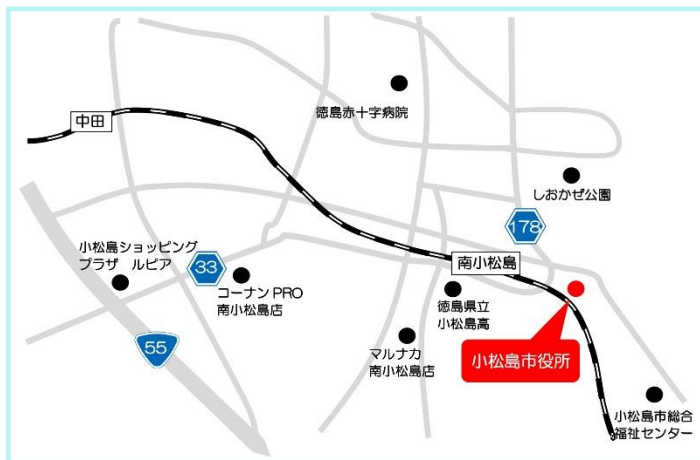 徳島赤十字病院
中田
しおかぜ公園
178
小松島ショッピング
プラザ ルピア
33
コーナンPRO
南小松島店
南小松島
徳島県立
小松島高
55
マルナカ
南小松島店
小松島市役所
小松島市総合
福祉センター